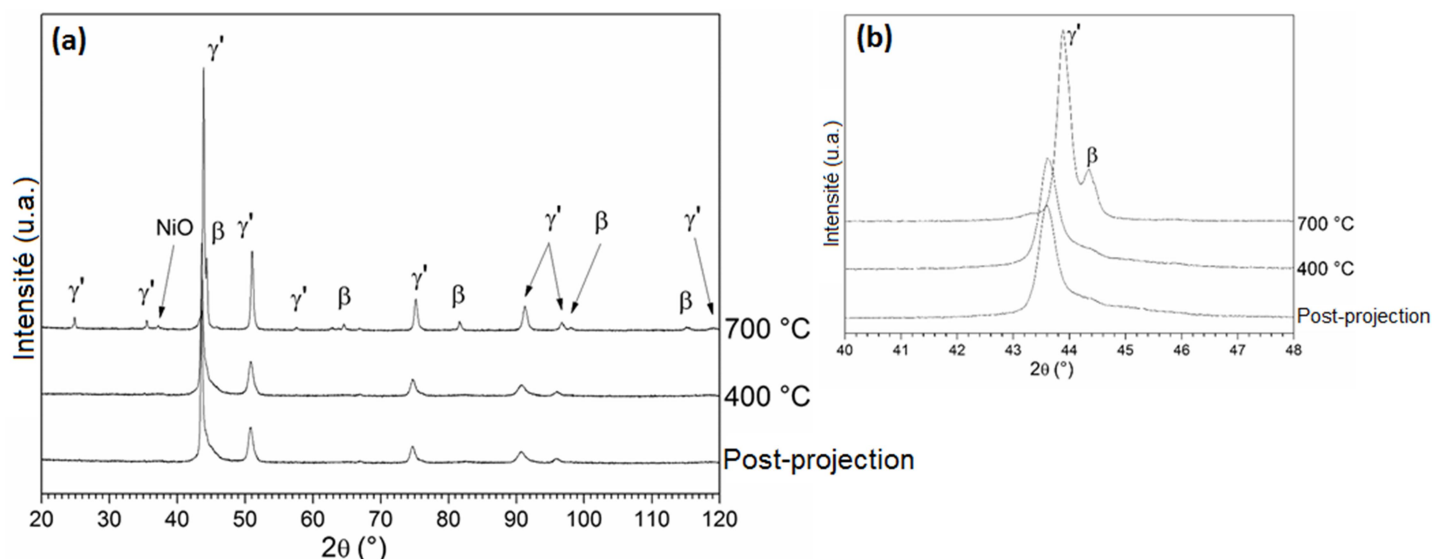 (a)
γ'
NiO
β
γ'
γ'
β
γ'
γ'
γ'
γ'
β
γ'
β
β
700 °C
400 °C
Post-projection
Intensité (u.a.)
20 30 40 50 60 70 80 90 100 110 120
2θ (°)
(b)
γ'
β
700 °C
400 °C
Post-projection
Intensité (u.a.)
40 41 42 43 44 45 46 47 48
2θ (°)